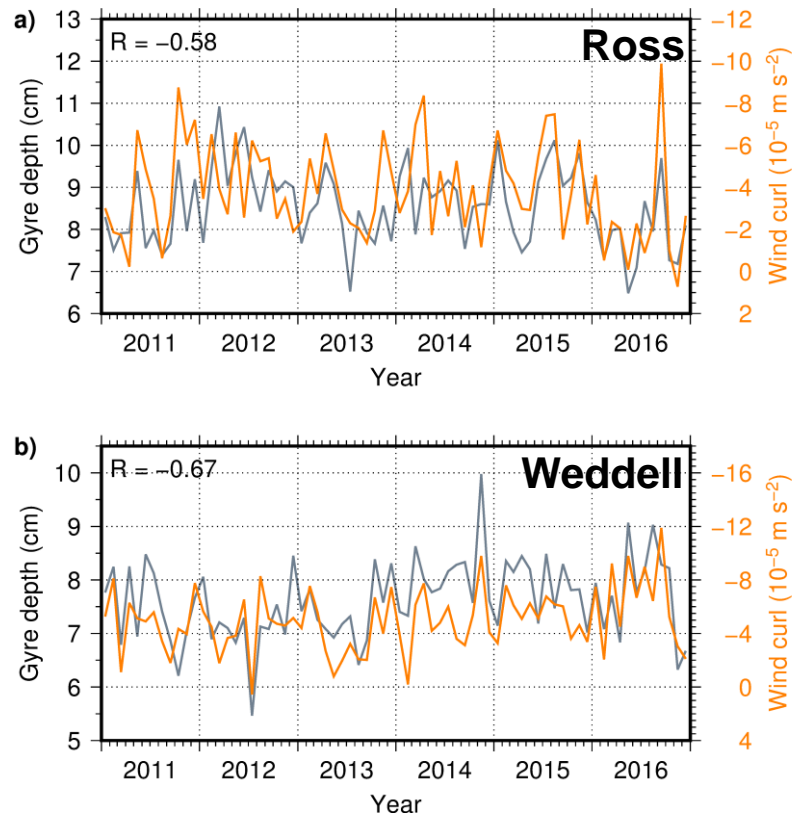 a)
R = −0.58
Ross
Gyre depth (cm)
13
12
11
10
9
8
7
6
−12
−10
−8
−6
−4
−2
0
2
Wind curl (10⁻⁵ m s⁻²)
2011 2012 2013 2014 2015 2016
Year
b)
R = −0.67
Weddell
Gyre depth (cm)
10
9
8
7
6
5
−16
−12
−8
−4
0
4
Wind curl (10⁻⁵ m s⁻²)
2011 2012 2013 2014 2015 2016
Year